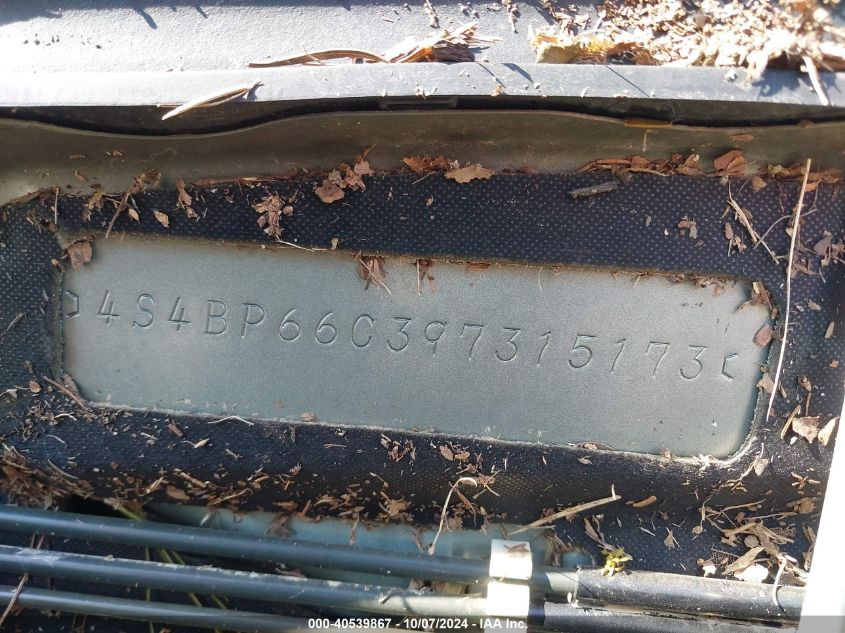 4S4BP66C397315173
000-40539867 / 10/07/2024 - IAA, Inc.